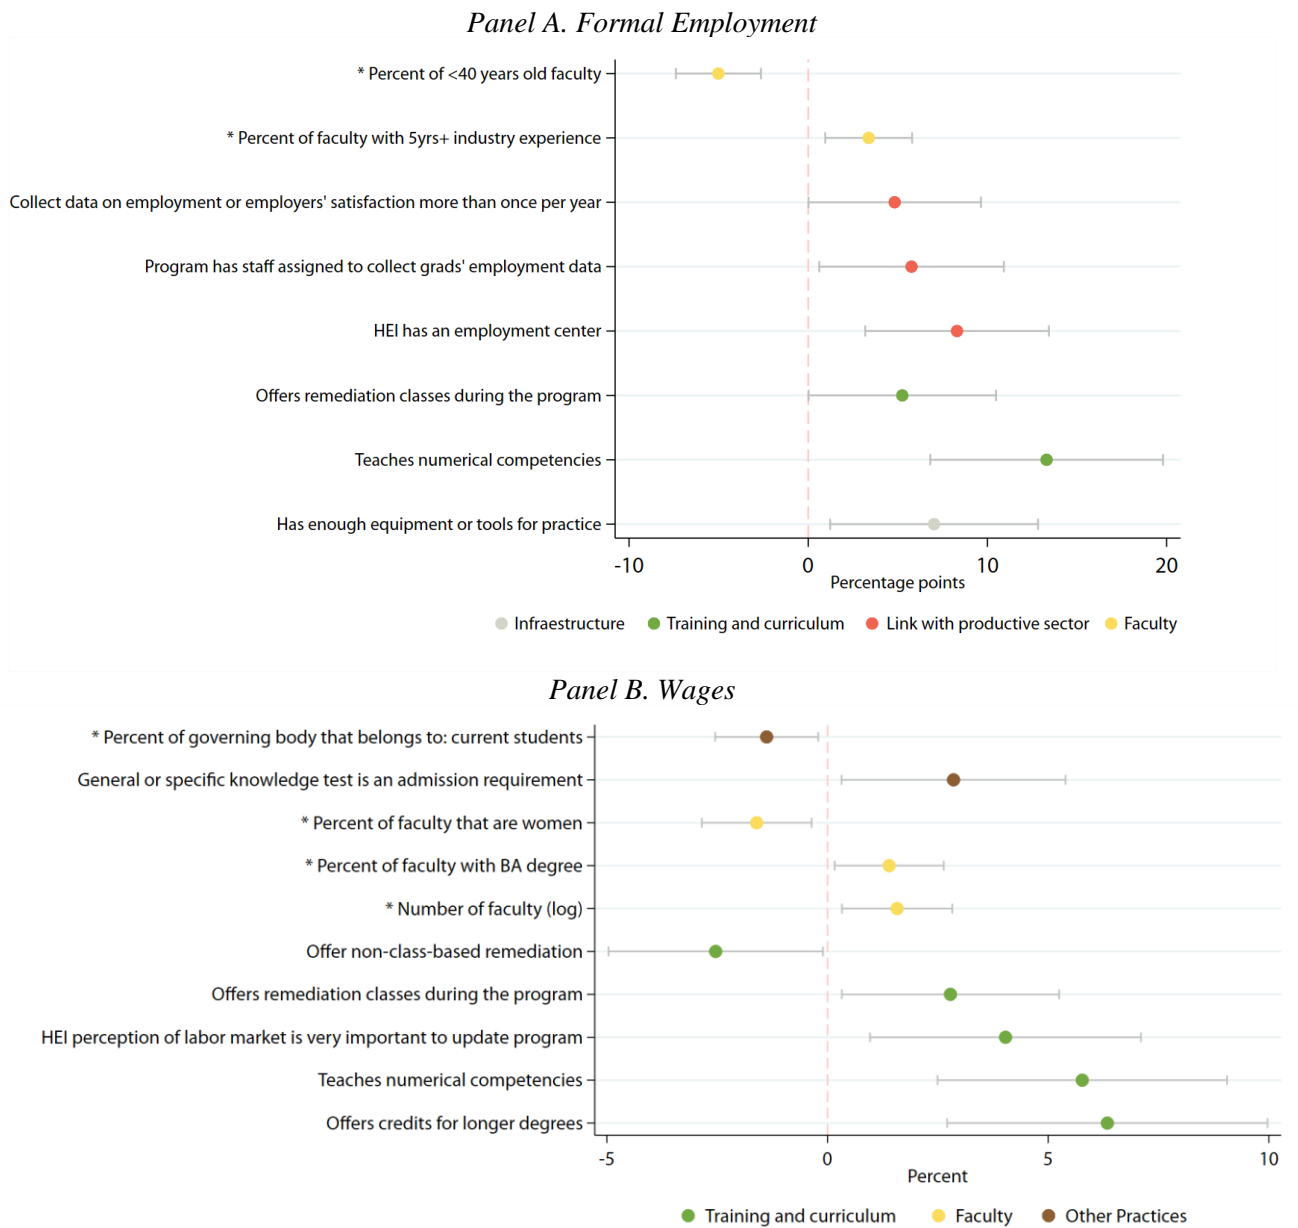 Panel A. Formal Employment
* Percent of <40 years old faculty
* Percent of faculty with 5yrs+ industry experience
Collect data on employment or employers' satisfaction more than once per year
Program has staff assigned to collect grads' employment data
HEI has an employment center
Offers remediation classes during the program
Teaches numerical competencies
Has enough equipment or tools for practice
-10 0 10 20
Percentage points
Infraestructure Training and curriculum Link with productive sector Faculty
Panel B. Wages
* Percent of governing body that belongs to: current students
General or specific knowledge test is an admission requirement
* Percent of faculty that are women
* Percent of faculty with BA degree
* Number of faculty (log)
Offer non-class-based remediation
Offers remediation classes during the program
HEI perception of labor market is very important to update program
Teaches numerical competencies
Offers credits for longer degrees
-5 0 5 10
Percent
Training and curriculum Faculty Other Practices